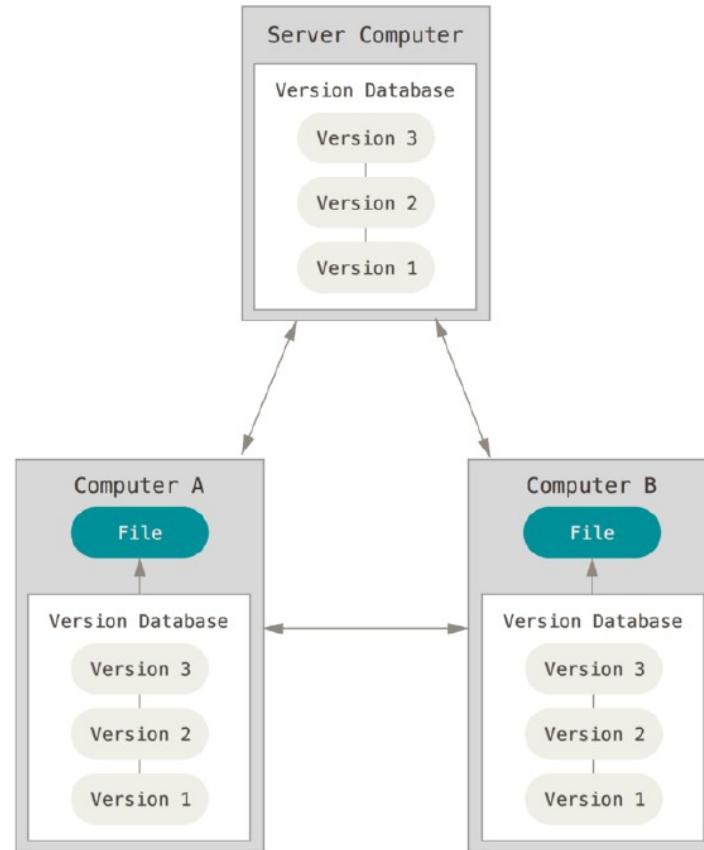 Server Computer
Version Database
Version 3
Version 2
Version 1
Computer A
File
Version Database
Version 3
Version 2
Version 1
Computer B
File
Version Database
Version 3
Version 2
Version 1